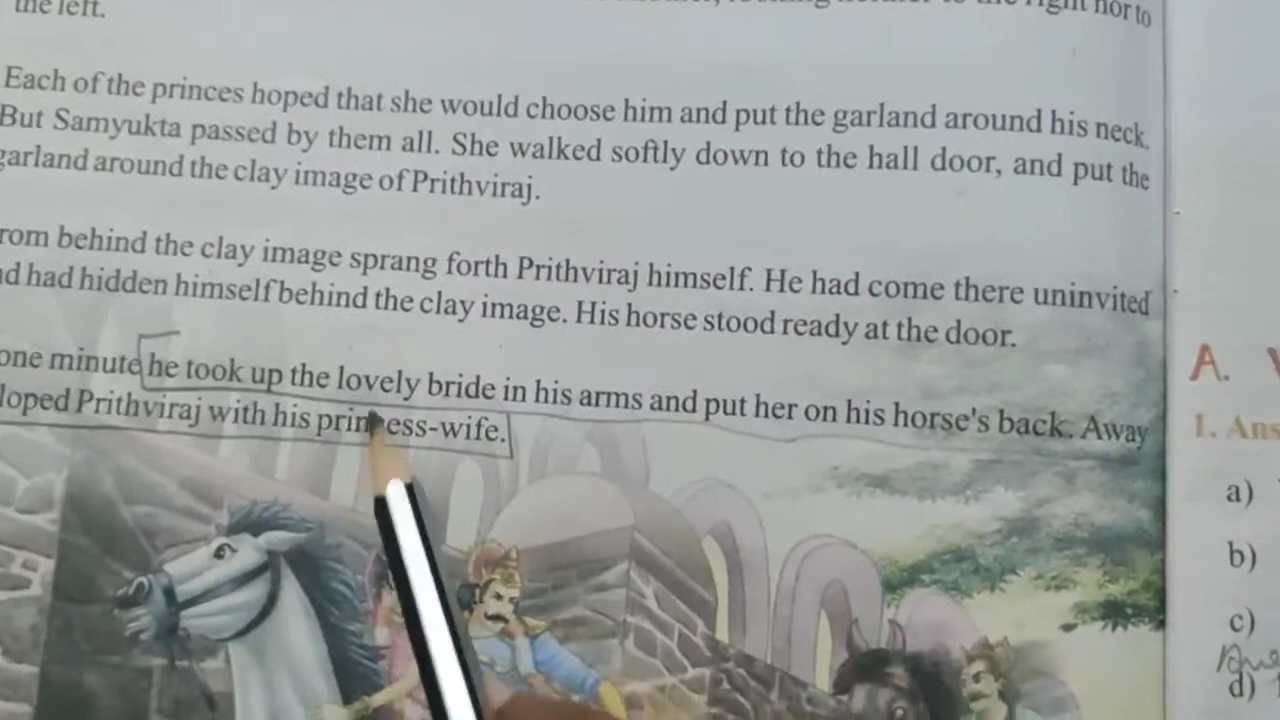 the left.
right nor to
Each of the princes hoped that she would choose him and put the garland around his neck.
But Samyukta passed by them all. She walked softly down to the hall door, and put the
garland around the clay image of Prithviraj.
rom behind the clay image sprang forth Prithviraj himself. He had come there uninvited
nd had hidden himself behind the clay image. His horse stood ready at the door.
one minute he took up the lovely bride in his arms and put her on his horse's back. Away
loped Prithviraj with his princess-wife.
A.
1. Ans
a)
b)
c)
d)